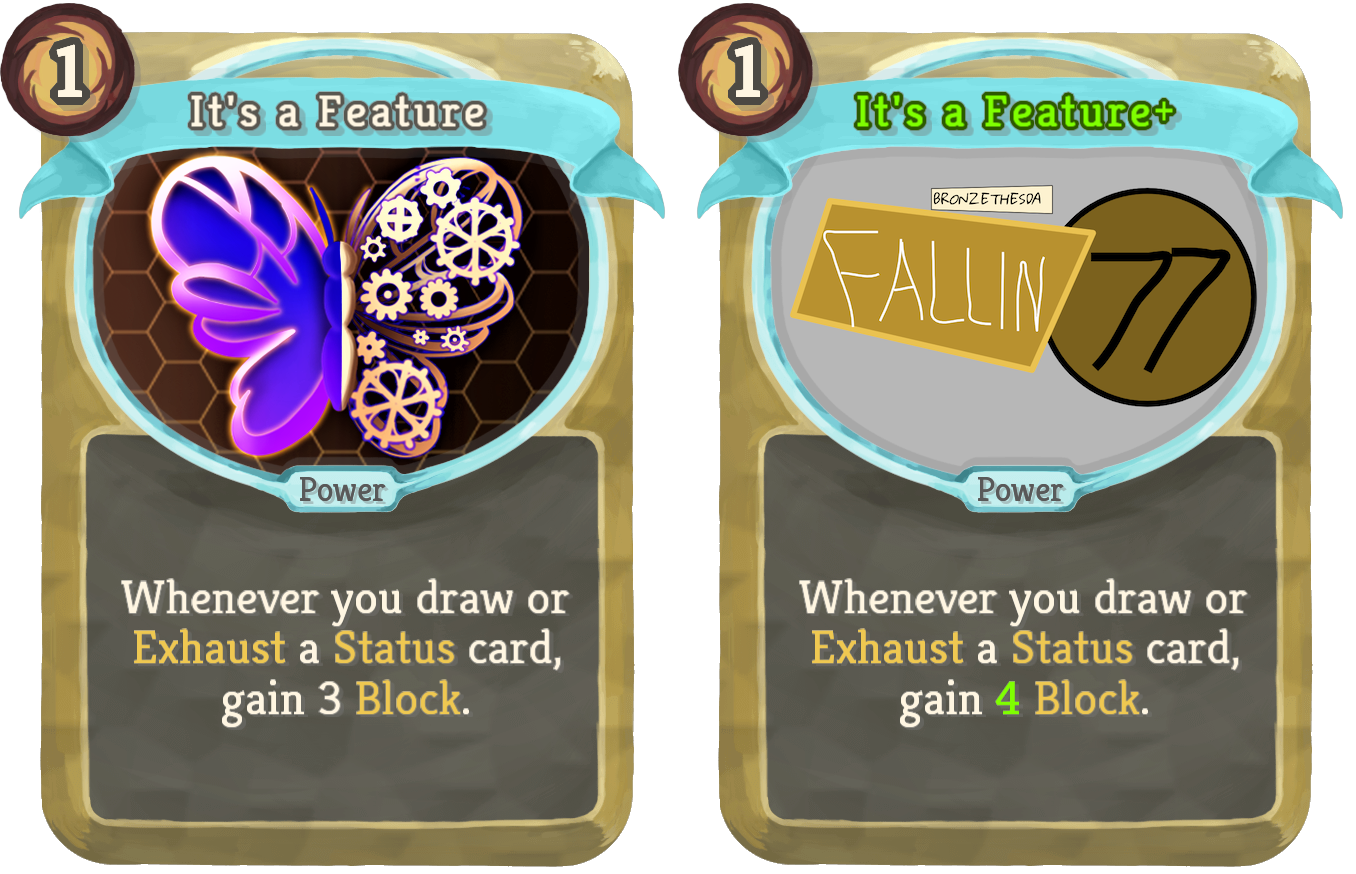 1
It's a Feature
Power
Whenever you draw or
Exhaust a Status card,
gain 3 Block.
1
It's a Feature+
BRONZETHESDA
FALLIN
77
Power
Whenever you draw or
Exhaust a Status card,
gain 4 Block.